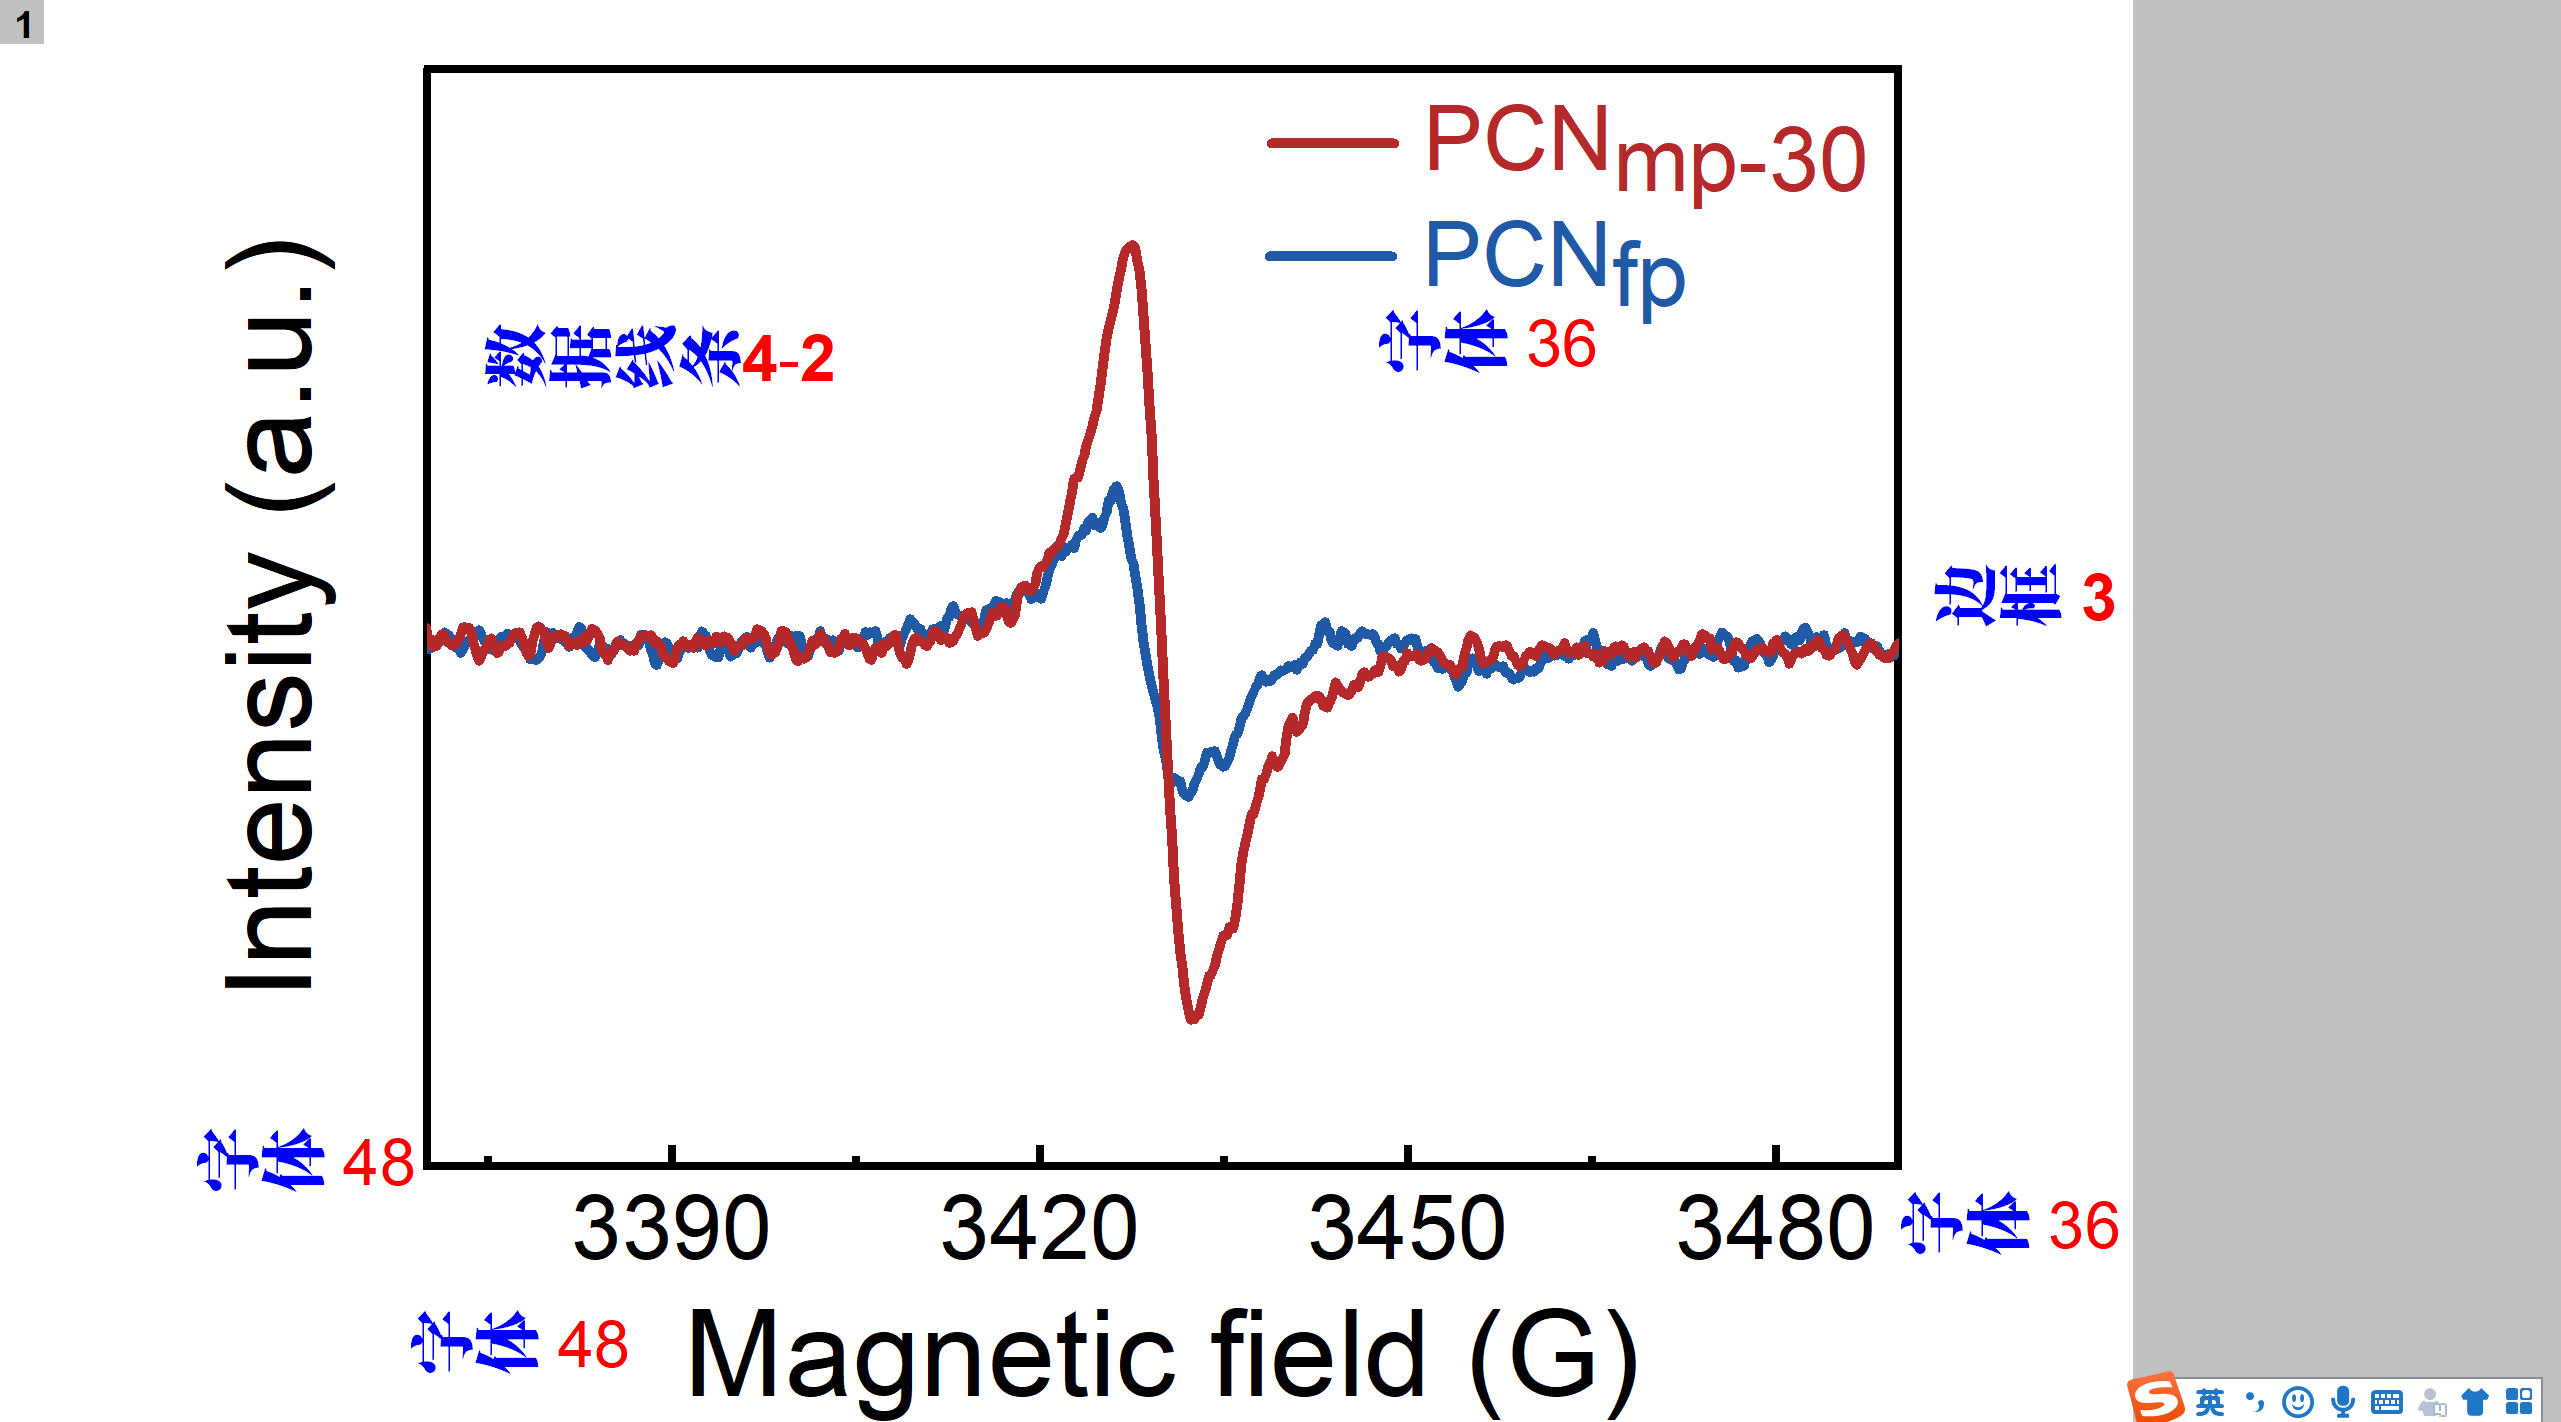 1
PCNmp-30
PCNfp
数据线条4-2
字体 36
Intensity (a.u.)
边框 3
字体 48
3390 3420 3450 3480
字体 36
字体 48
Magnetic field (G)
英